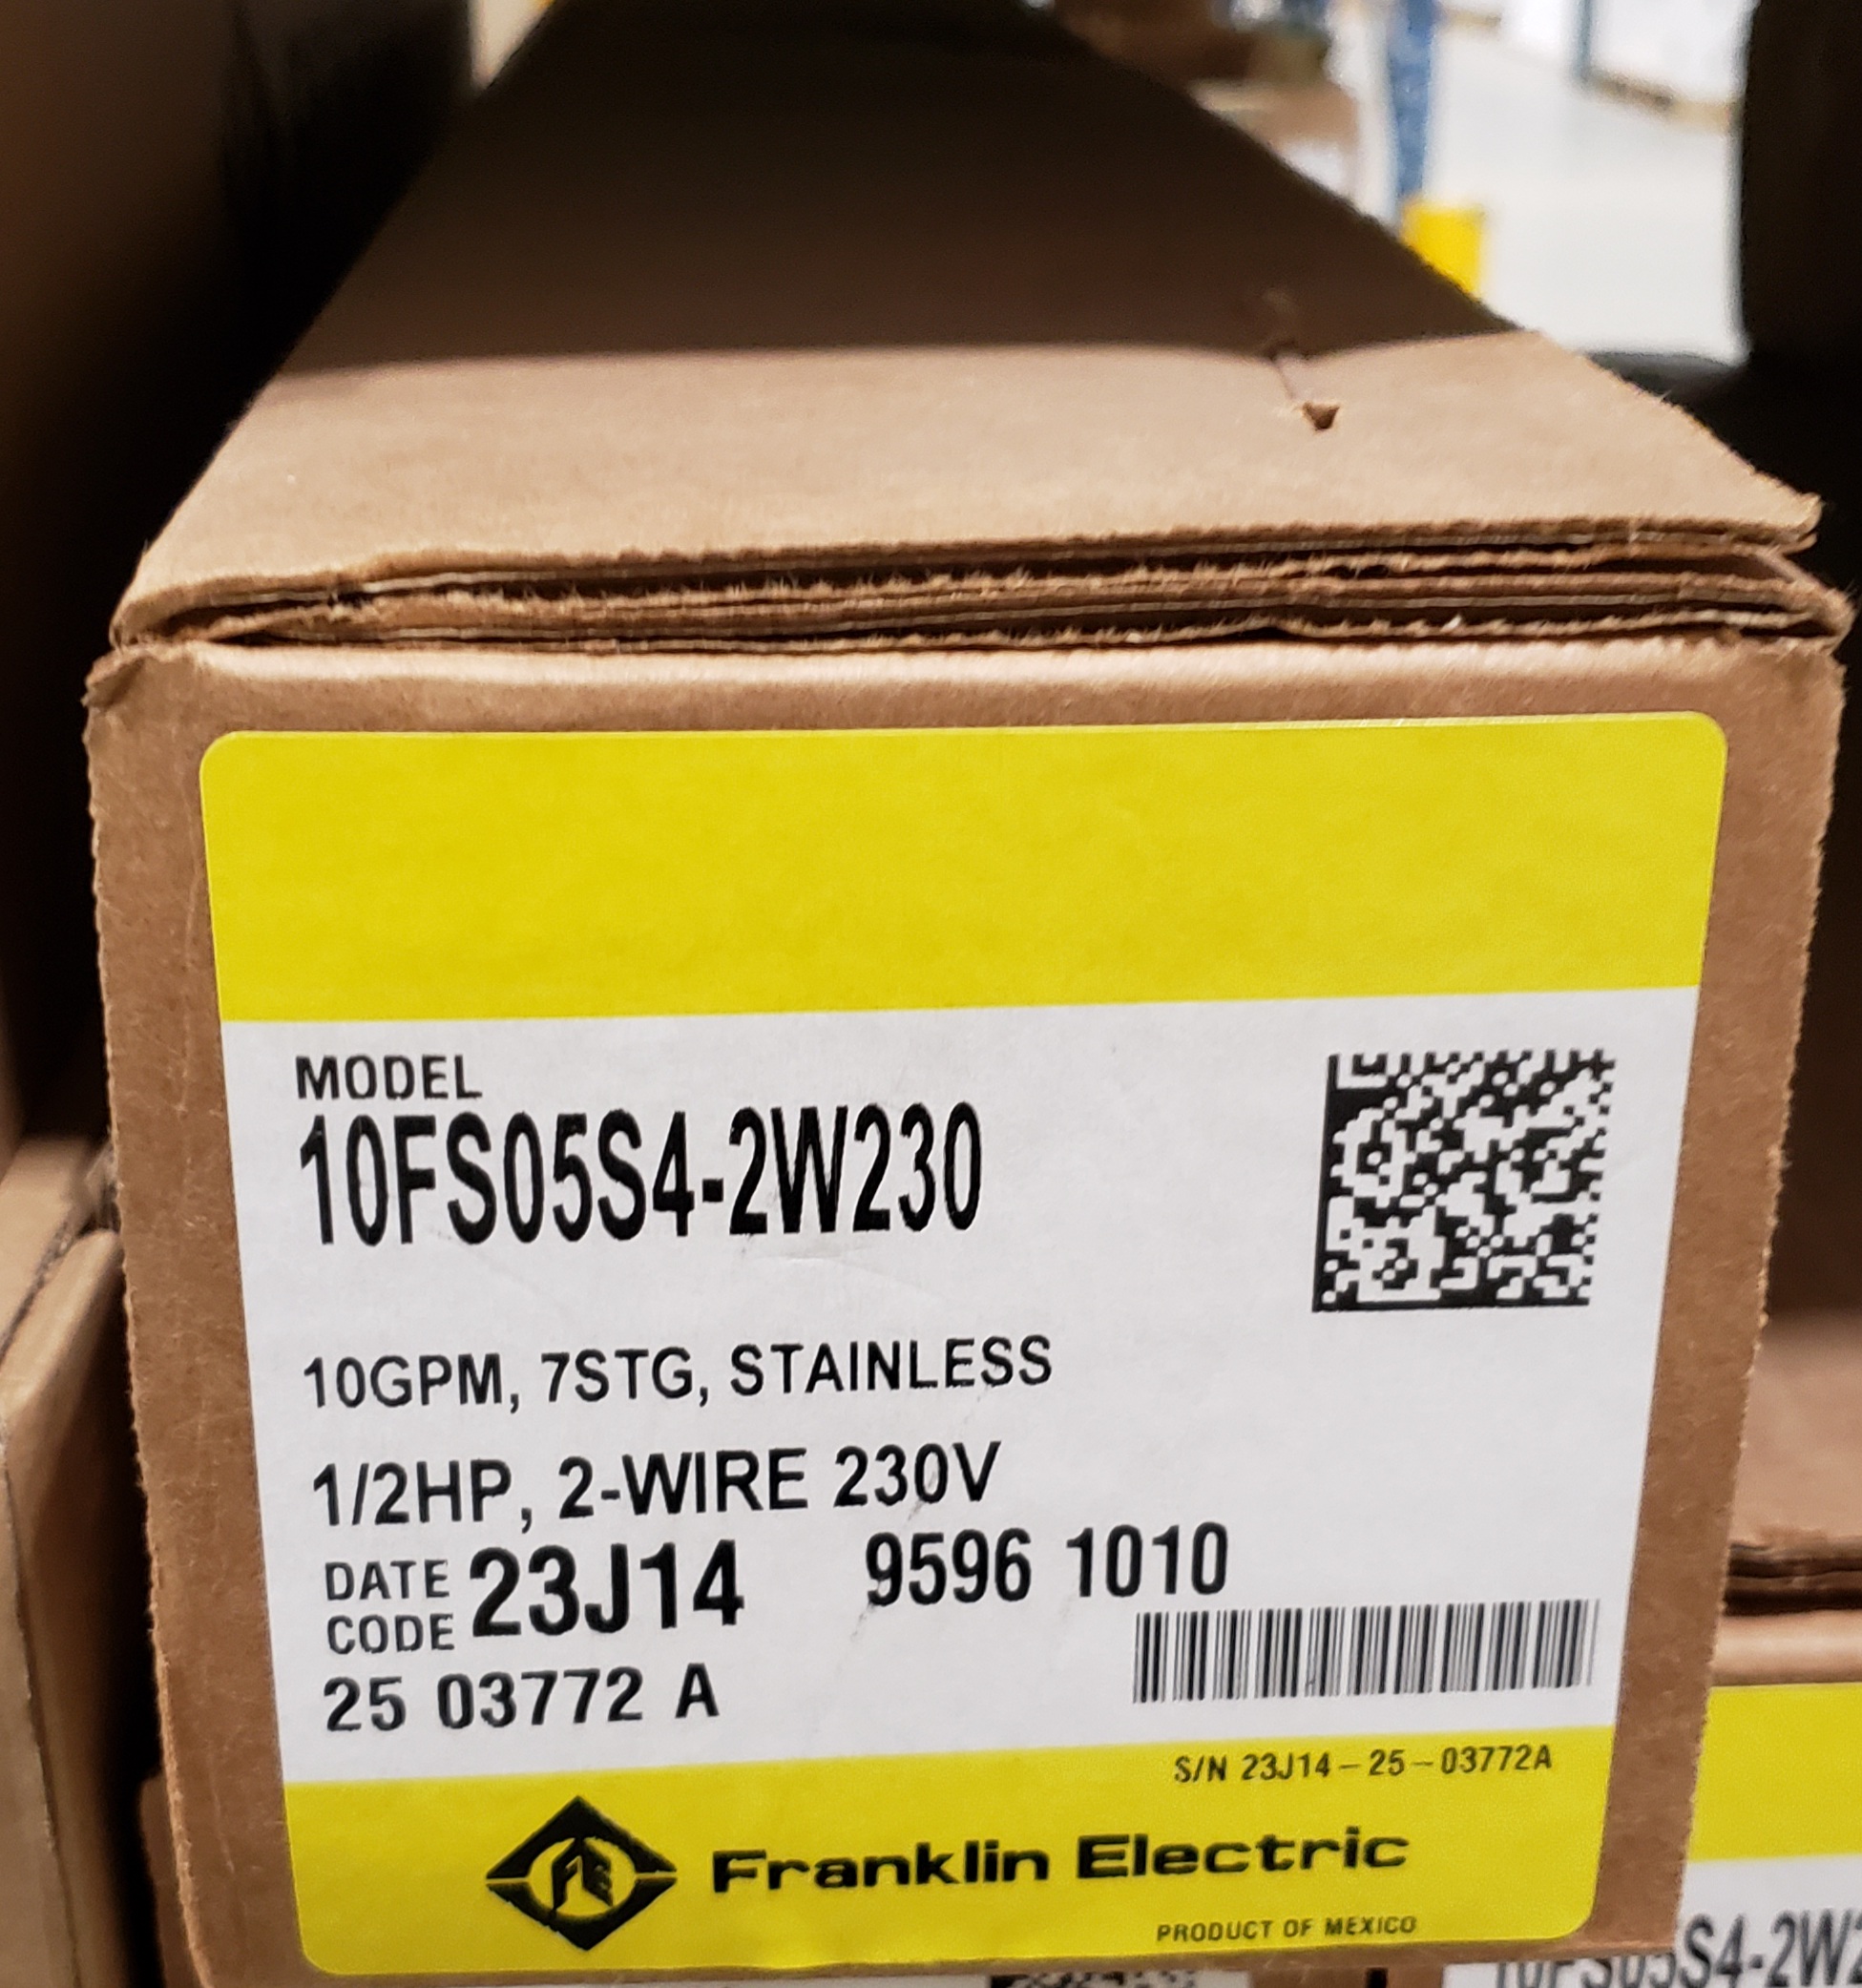 MODEL
10FS05S4-2W230
10GPM, 7STG, STAINLESS
1/2HP, 2-WIRE 230V
DATE CODE 23J14 9596 1010
25 03772 A
S/N 23J14-25-03772A
FE Franklin Electric
PRODUCT OF MEXICO